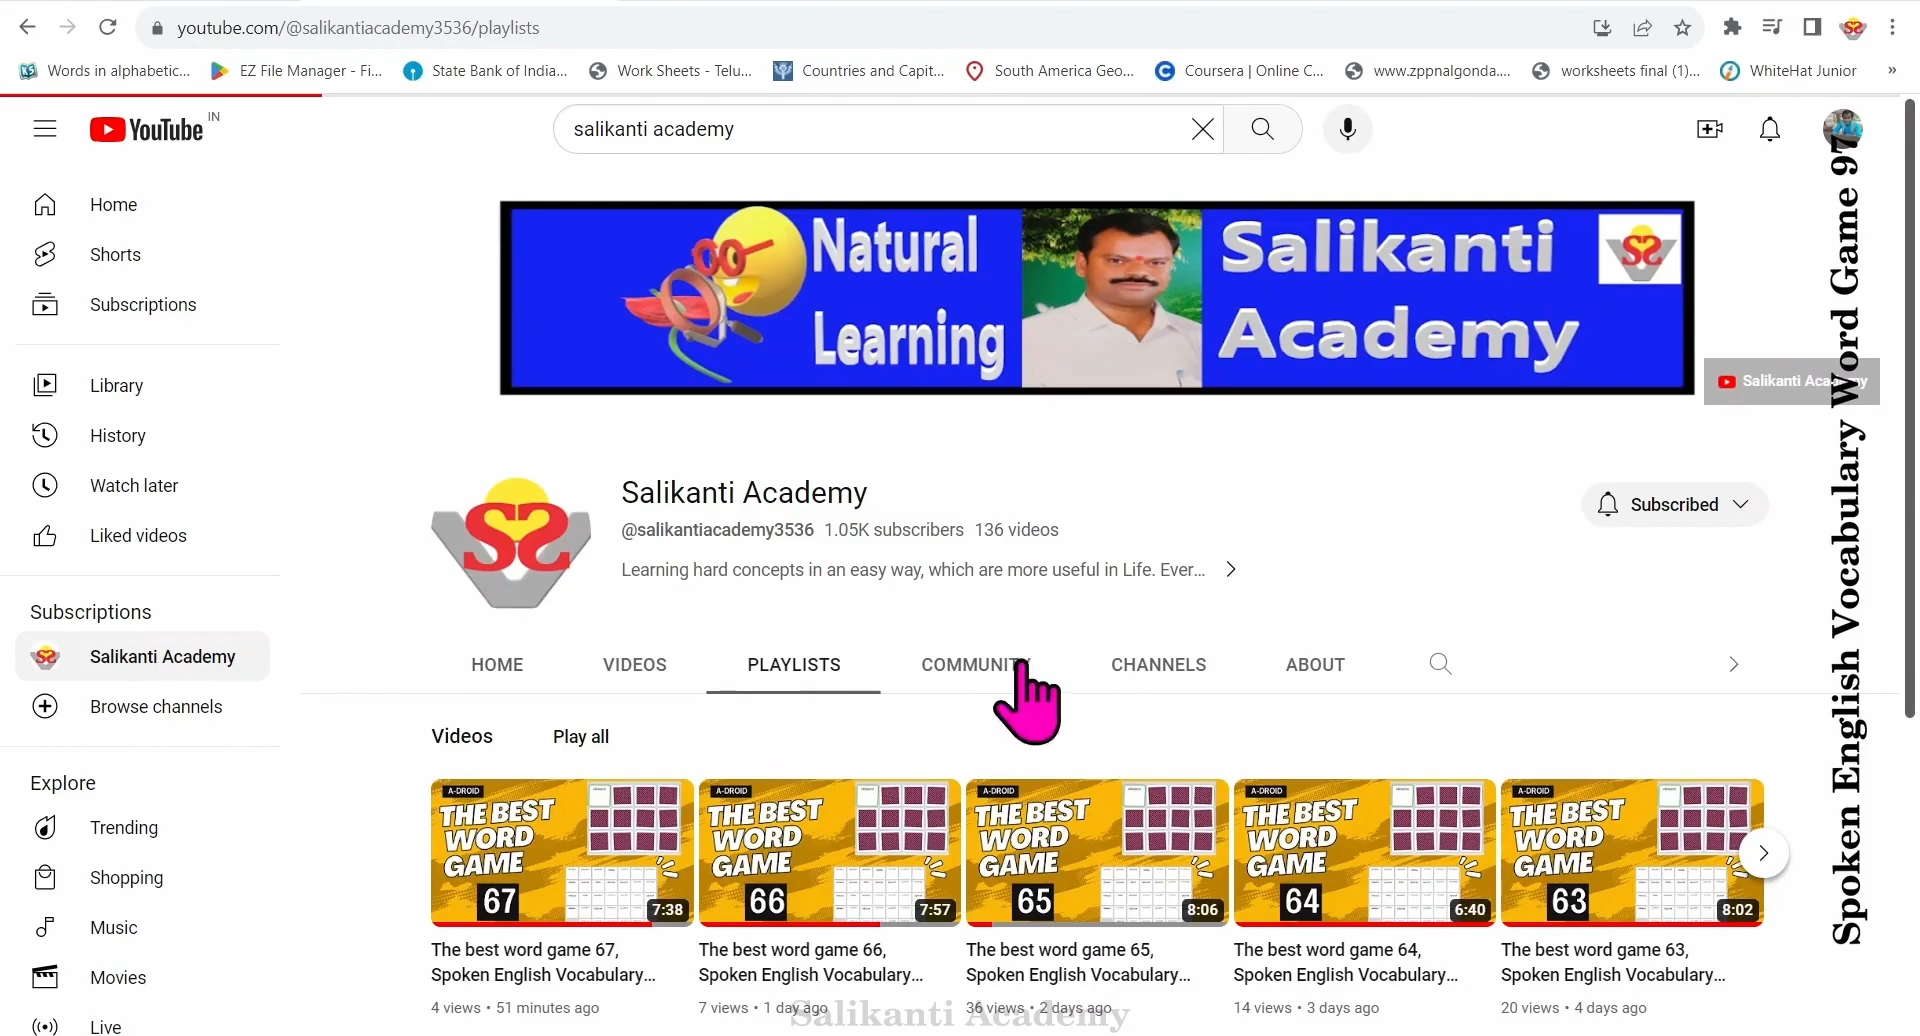 youtube.com/@salikantiacademy3536/playlists
Words in alphabetic... EZ File Manager - Fi... State Bank of India... Work Sheets - Telu... Countries and Capit... South America Geo... Coursera | Online C... www.zppnalgonda.... worksheets final (1)... WhiteHat Junior »
YouTube IN
salikanti academy
Home
Shorts
Subscriptions
Library
History
Watch later
Liked videos
Subscriptions
Salikanti Academy
Browse channels
Explore
Trending
Shopping
Music
Movies
Live
Natural
Learning
Salikanti
Academy
Salikanti Academy
Spoken English Vocabulary Word Game 97
Salikanti Academy
@salikantiacademy3536 1.05K subscribers 136 videos
Learning hard concepts in an easy way, which are more useful in Life. Ever...
Subscribed
HOME VIDEOS PLAYLISTS COMMUNITY CHANNELS ABOUT
Videos Play all
A-DROID
THE BEST
WORD
GAME
67
7:38
The best word game 67,
Spoken English Vocabulary...
4 views • 51 minutes ago
A-DROID
THE BEST
WORD
GAME
66
7:57
The best word game 66,
Spoken English Vocabulary...
7 views • 1 day ago
A-DROID
THE BEST
WORD
GAME
65
8:06
The best word game 65,
Spoken English Vocabulary...
36 views • 2 days ago
A-DROID
THE BEST
WORD
GAME
64
6:40
The best word game 64,
Spoken English Vocabulary...
14 views • 3 days ago
A-DROID
THE BEST
WORD
GAME
63
8:02
The best word game 63,
Spoken English Vocabulary...
20 views • 4 days ago
Salikanti Academy